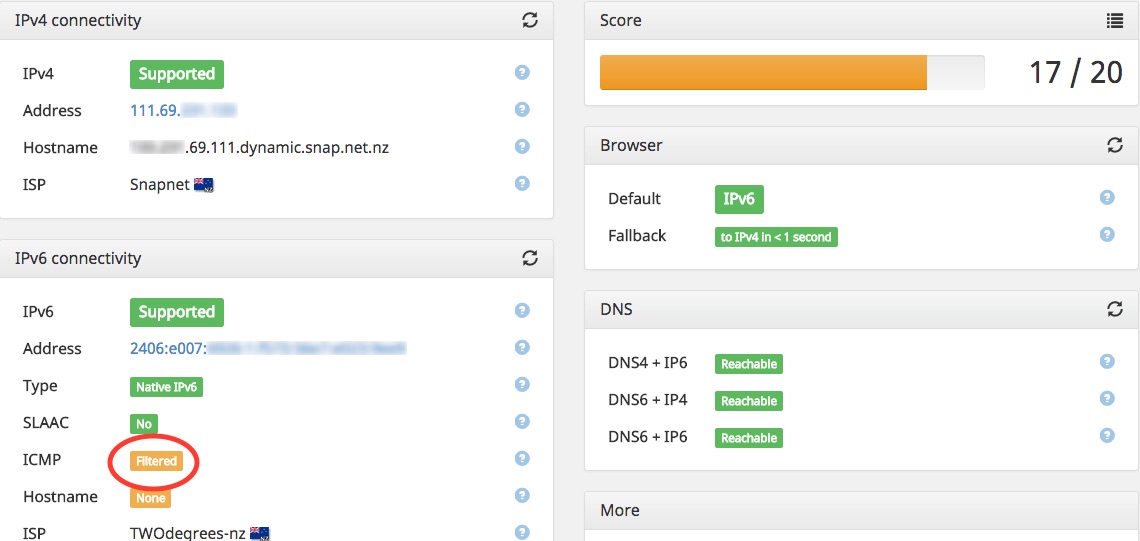 IPv4 connectivity
IPv4 Supported
Address 111.69.
Hostname .69.111.dynamic.snap.net.nz
ISP Snapnet
IPv6 connectivity
IPv6 Supported
Address 2406:e007:
Type Native IPv6
SLAAC No
ICMP Filtered
Hostname None
ISP TWOdegrees-nz
Score
17 / 20
Browser
Default IPv6
Fallback to IPv4 in < 1 second
DNS
DNS4 + IP6 Reachable
DNS6 + IP4 Reachable
DNS6 + IP6 Reachable
More